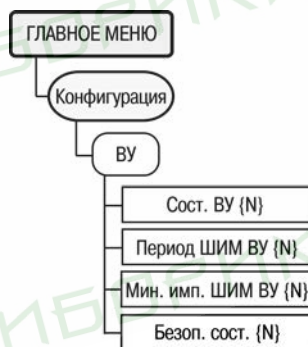 ГЛАВНОЕ МЕНЮ
Конфигурация
ВУ
Сост. ВУ {N}
Период ШИМ ВУ {N}
Мин. имп. ШИМ ВУ {N}
Безоп. сост. {N}